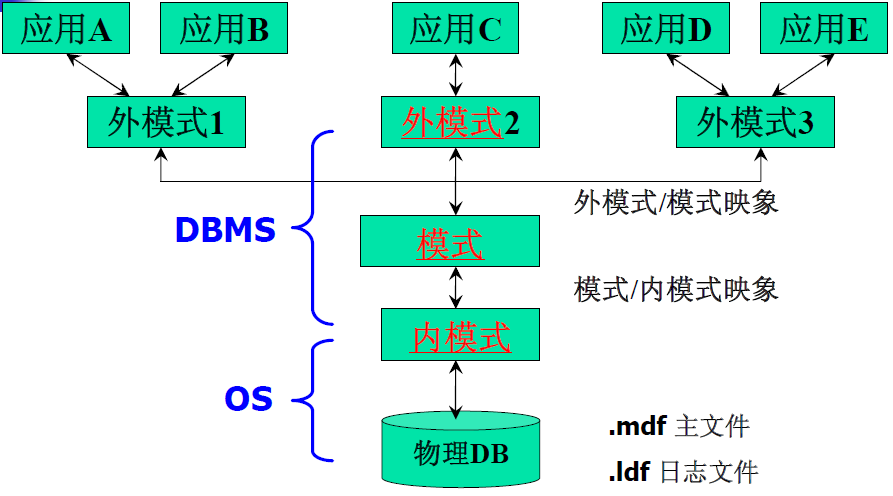 应用A
应用B
应用C
应用D
应用E
外模式1
外模式2
外模式3
外模式/模式映象
DBMS
模式
模式/内模式映象
内模式
OS
物理DB
.mdf 主文件
.ldf 日志文件